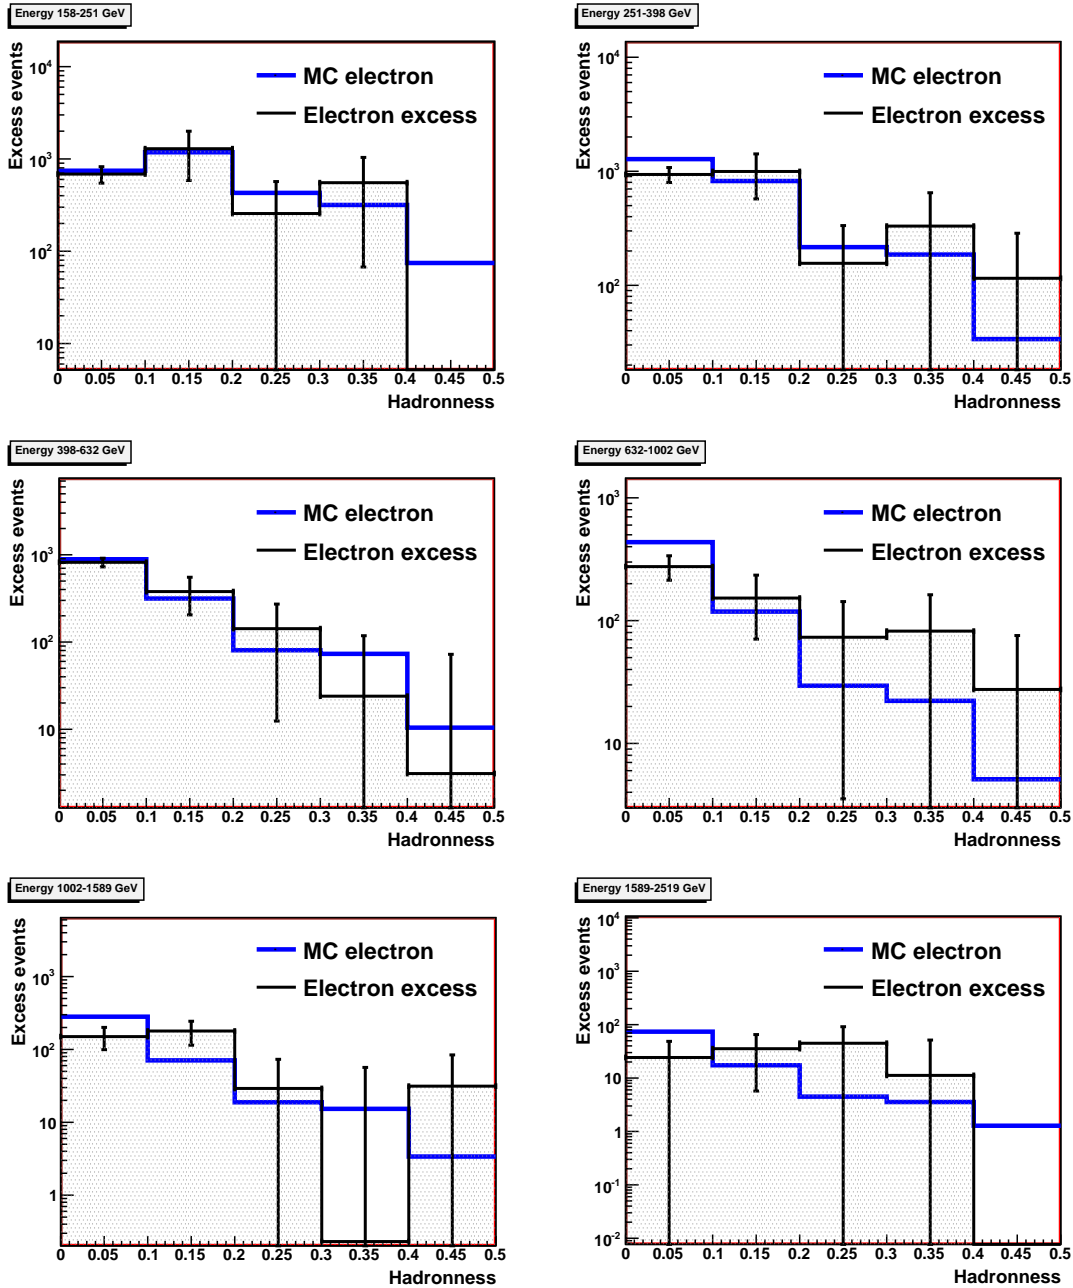 Energy 158-251 GeV
Excess events
10^4
10^3
10^2
10
MC electron
Electron excess
0 0.05 0.1 0.15 0.2 0.25 0.3 0.35 0.4 0.45 0.5
Hadronness
Energy 251-398 GeV
Excess events
10^4
10^3
10^2
MC electron
Electron excess
0 0.05 0.1 0.15 0.2 0.25 0.3 0.35 0.4 0.45 0.5
Hadronness
Energy 398-632 GeV
Excess events
10^3
10^2
10
MC electron
Electron excess
0 0.05 0.1 0.15 0.2 0.25 0.3 0.35 0.4 0.45 0.5
Hadronness
Energy 632-1002 GeV
Excess events
10^3
10^2
10
MC electron
Electron excess
0 0.05 0.1 0.15 0.2 0.25 0.3 0.35 0.4 0.45 0.5
Hadronness
Energy 1002-1589 GeV
Excess events
10^3
10^2
10
1
MC electron
Electron excess
0 0.05 0.1 0.15 0.2 0.25 0.3 0.35 0.4 0.45 0.5
Hadronness
Energy 1589-2519 GeV
Excess events
10^4
10^3
10^2
10
1
10^-1
10^-2
MC electron
Electron excess
0 0.05 0.1 0.15 0.2 0.25 0.3 0.35 0.4 0.45 0.5
Hadronness